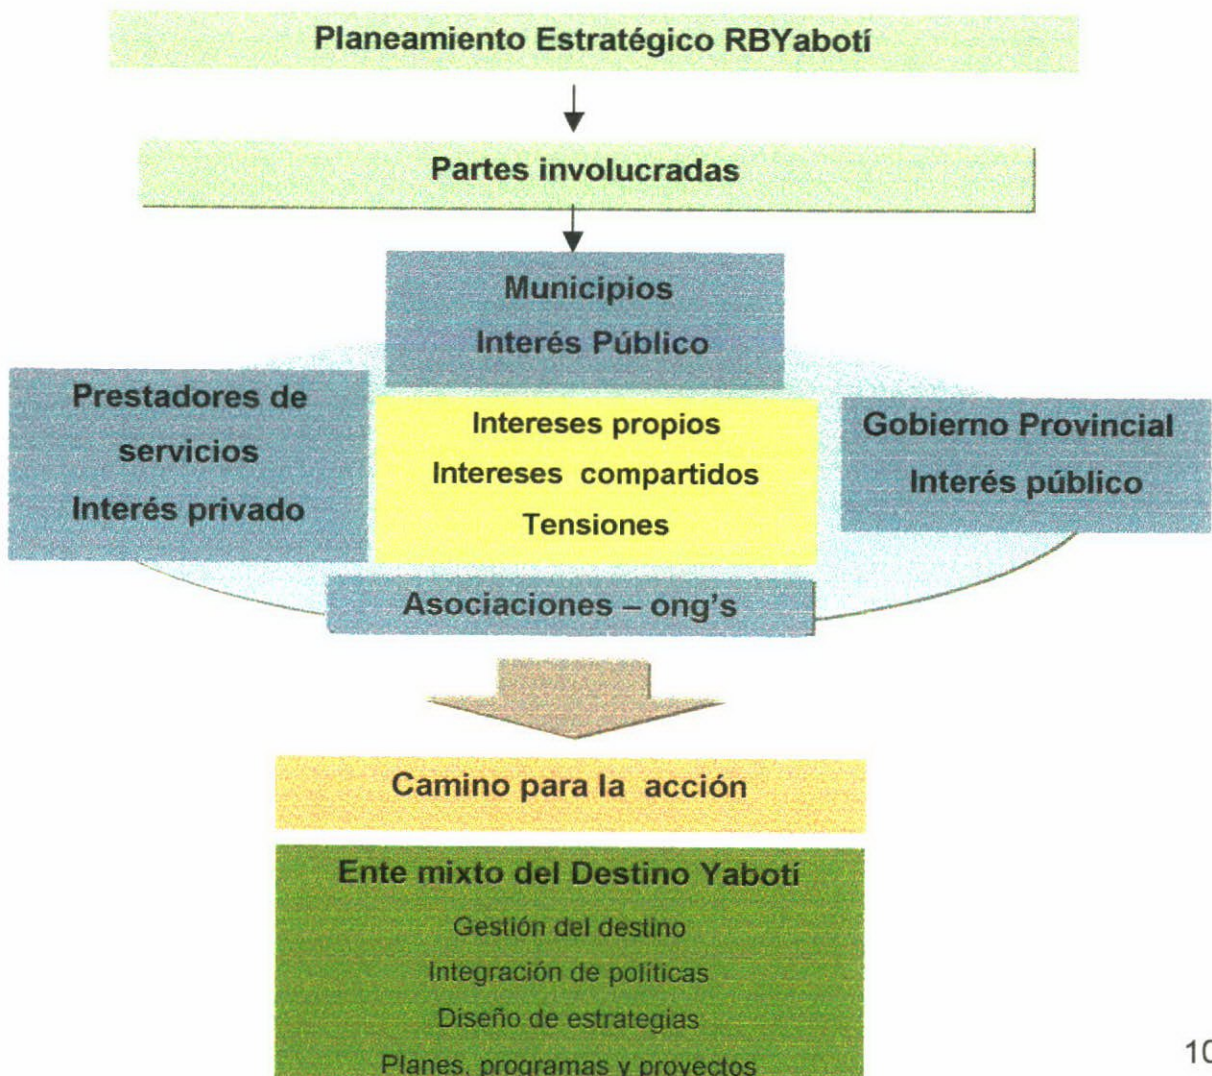 Planeamiento Estratégico RBYabotí
Partes involucradas
Municipios
Interés Público
Prestadores de
servicios
Interés privado
Intereses propios
Intereses compartidos
Tensiones
Gobierno Provincial
Interés público
Asociaciones – ong's
Camino para la acción
Ente mixto del Destino Yabotí
Gestión del destino
Integración de políticas
Diseño de estrategias
Planes, programas y proyectos
10